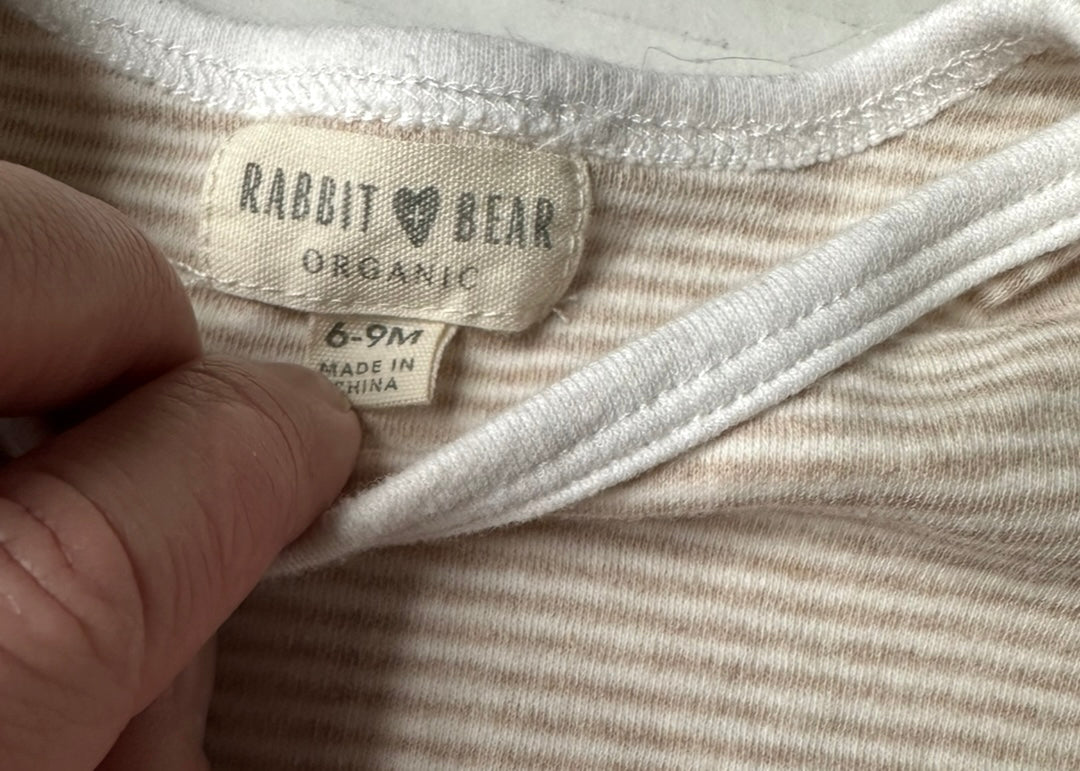 RABBIT ♥ BEAR
ORGANIC
6-9M
MADE IN
CHINA